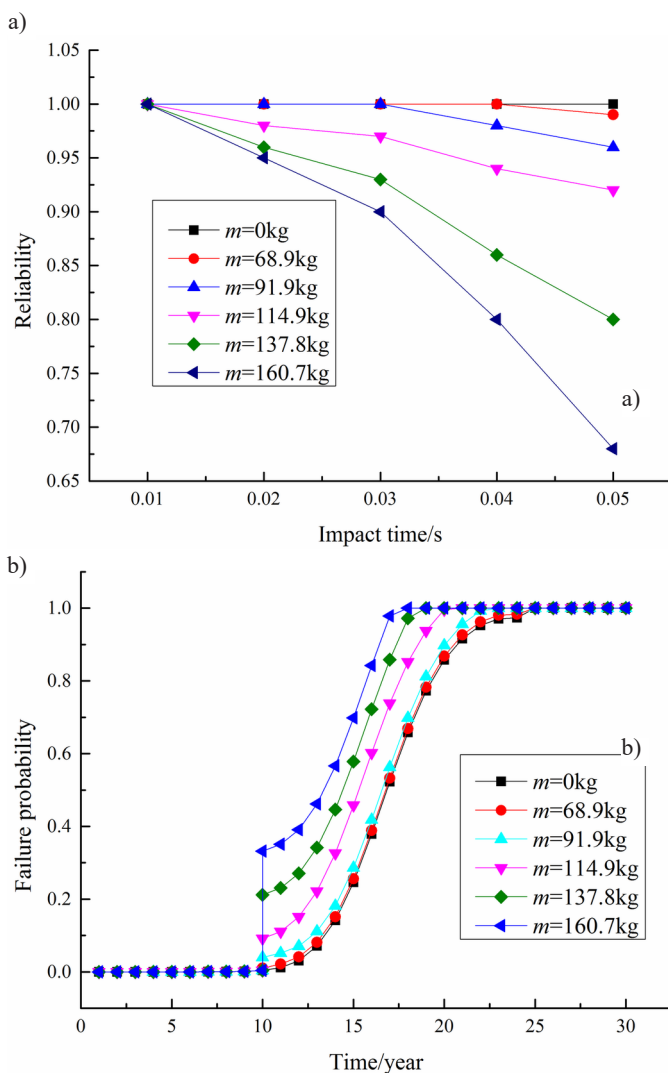 a)
1.05
1.00
0.95
0.90
0.85
0.80
0.75
0.70
0.65
Reliability
m=0kg
m=68.9kg
m=91.9kg
m=114.9kg
m=137.8kg
m=160.7kg
a)
0.01 0.02 0.03 0.04 0.05
Impact time/s
b)
1.0
0.8
0.6
0.4
0.2
0.0
Failure probability
b)
m=0kg
m=68.9kg
m=91.9kg
m=114.9kg
m=137.8kg
m=160.7kg
0 5 10 15 20 25 30
Time/year